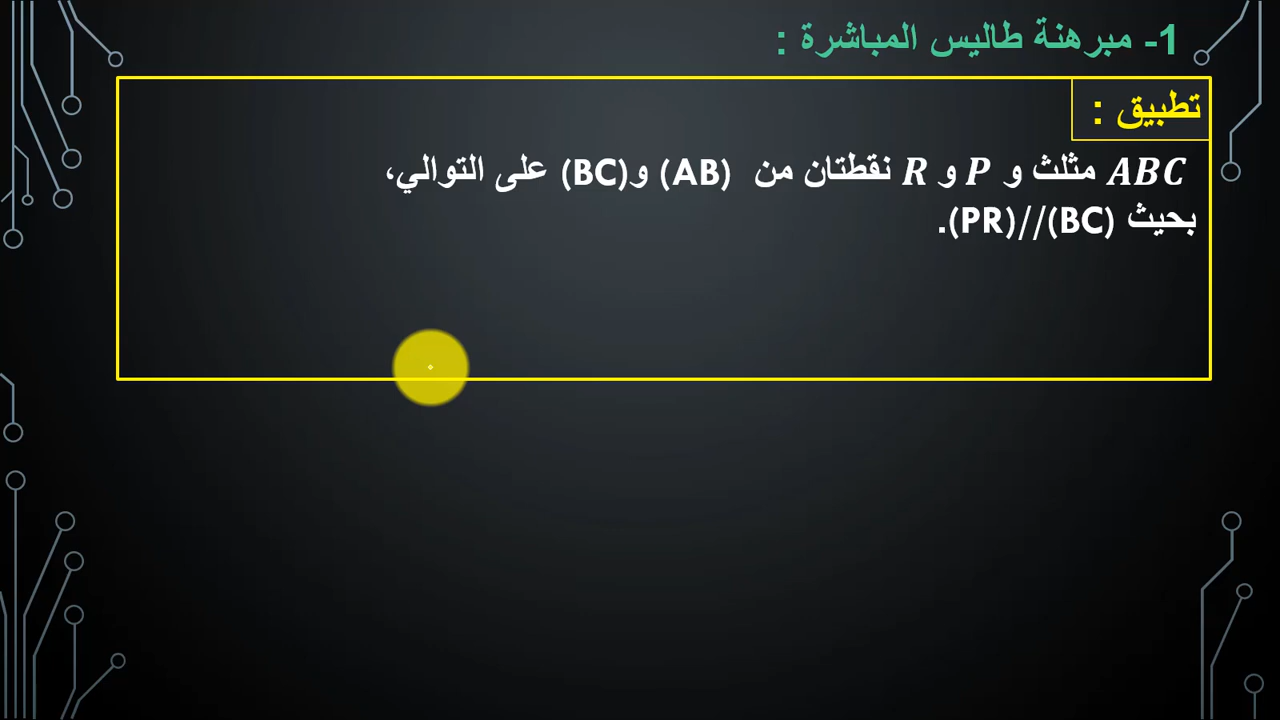 1- مبرهنة طاليس المباشرة :
تطبيق :
ABC مثلث و P و R نقطتان من (AB) و(BC) على التوالي،
بحيث (PR)//(BC).